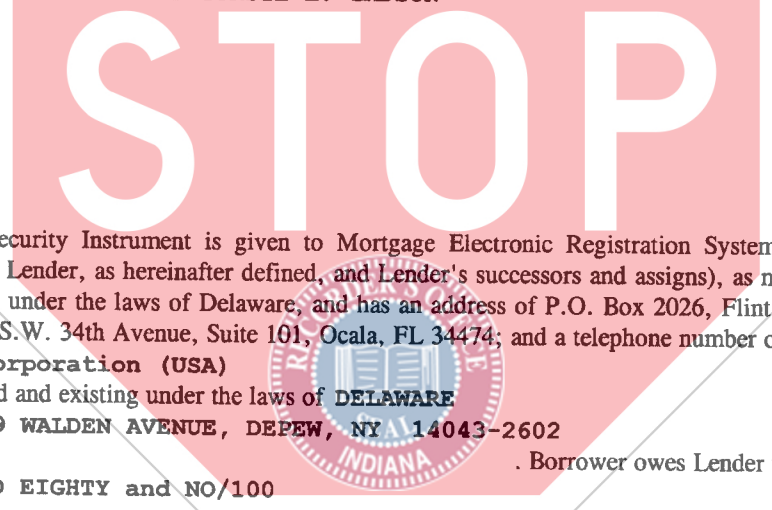 STOP
ecurity Instrument is given to Mortgage Electronic Registration System
Lender, as hereinafter defined, and Lender's successors and assigns), as
under the laws of Delaware, and has an address of P.O. Box 2026, Flint
S.W. 34th Avenue, Suite 101, Ocala, FL 34474; and a telephone number
orporation (USA)
d and existing under the laws of DELAWARE
WALDEN AVENUE, DEPEW, NY 14043-2602
. Borrower owes Lender
EIGHTY and NO/100
RECORDER'S OFFICE
SEAL
INDIANA